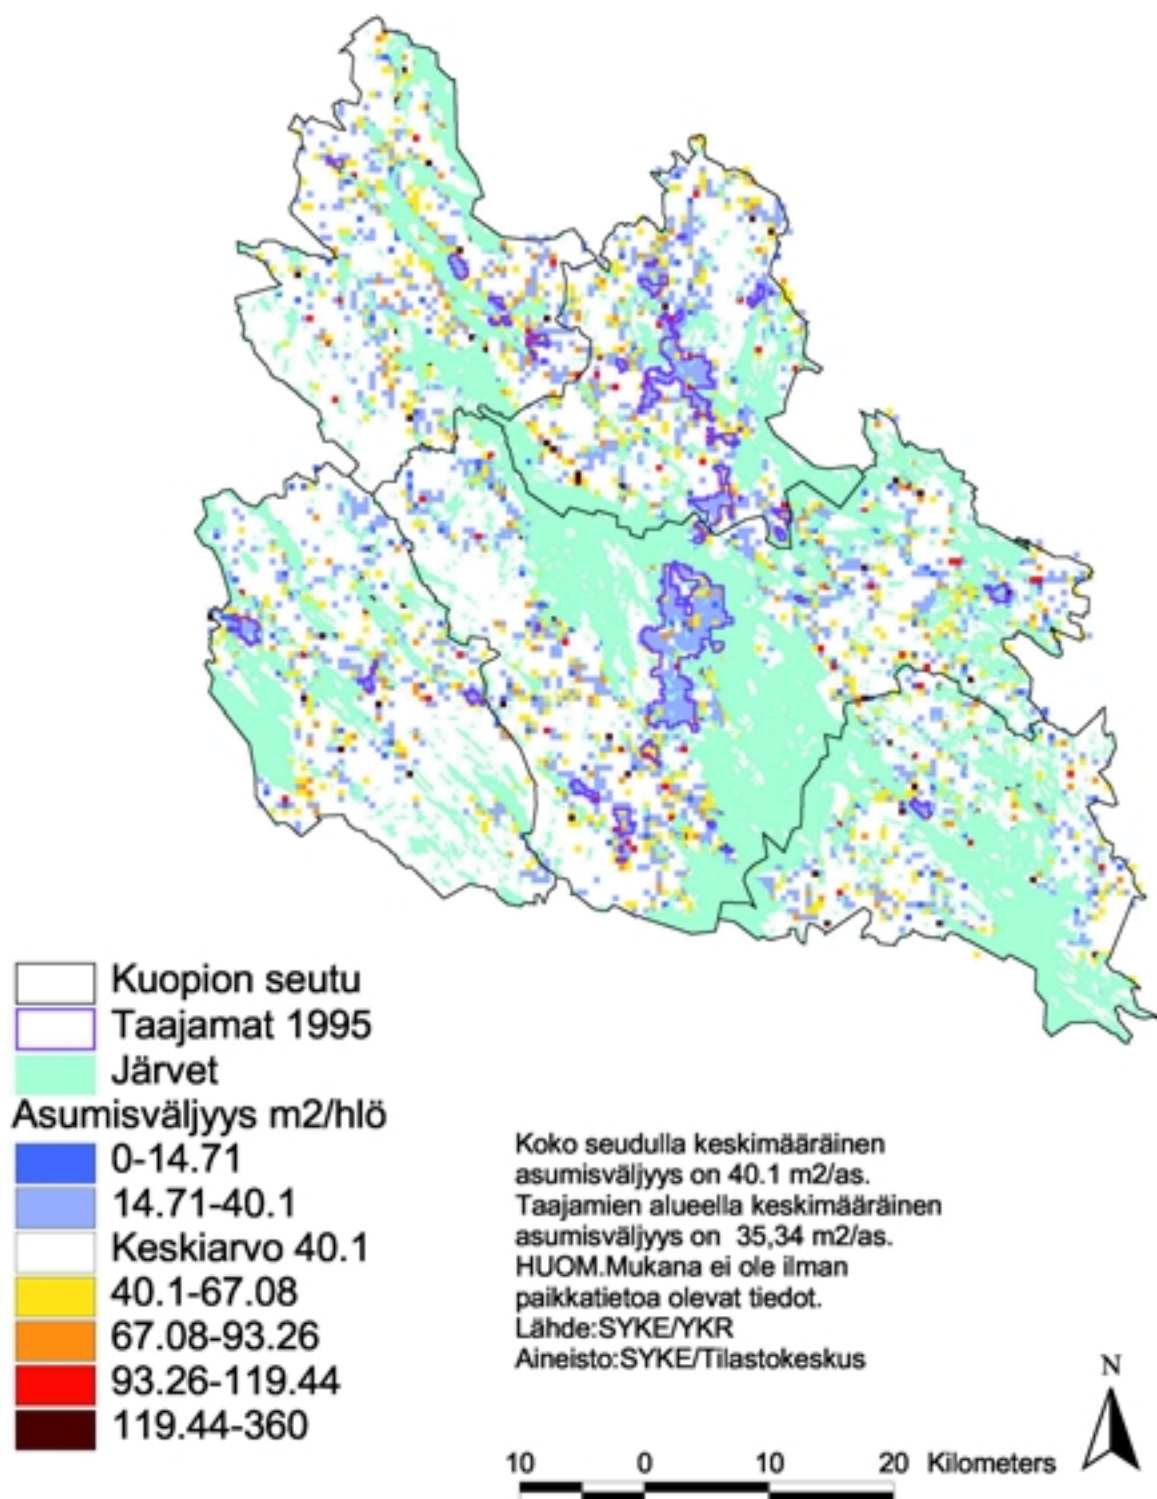 Kuopion seutu
Taajamat 1995
Järvet
Asumisväljyys m2/hlö
0-14.71
14.71-40.1
Keskiarvo 40.1
40.1-67.08
67.08-93.26
93.26-119.44
119.44-360
Koko seudulla keskimääräinen
asumisväljyys on 40.1 m2/as.
Taajamien alueella keskimääräinen
asumisväljyys on 35,34 m2/as.
HUOM.Mukana ei ole ilman
paikkatietoa olevat tiedot.
Lähde:SYKE/YKR
Aineisto:SYKE/Tilastokeskus
N
10 0 10 20 Kilometers